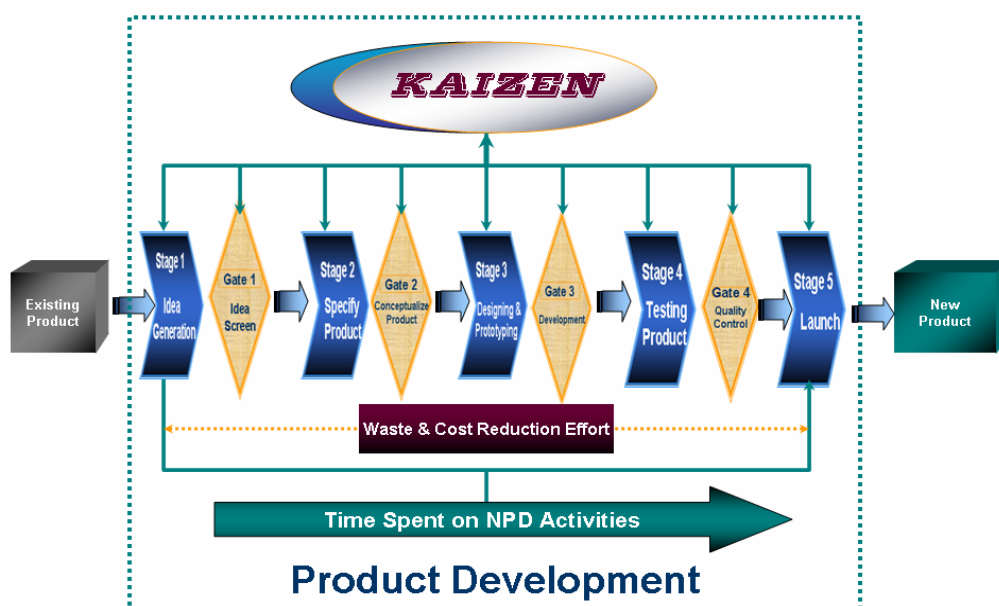 KAIZEN
Existing
Product
Stage 1
Idea
Generation
Gate 1
Idea
Screen
Stage 2
Specify
Product
Gate 2
Conceptualize
Product
Stage 3
Designing &
Prototyping
Gate 3
Development
Stage 4
Testing
Product
Gate 4
Quality
Control
Stage 5
Launch
New
Product
Waste & Cost Reduction Effort
Time Spent on NPD Activities
Product Development